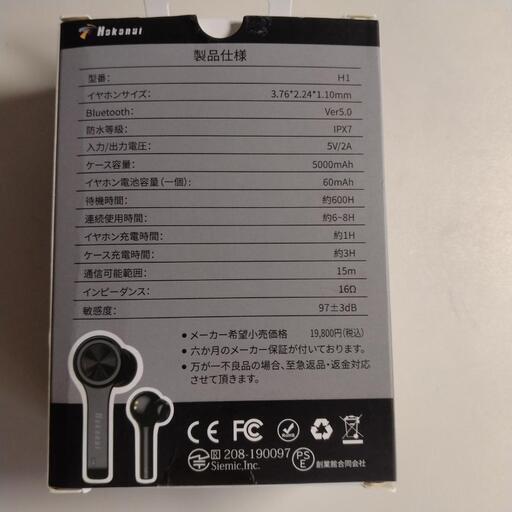 Hokonui
製品仕様
型番: H1
イヤホンサイズ: 3.76*2.24*1.10mm
Bluetooth: Ver5.0
防水等級: IPX7
入力/出力電圧: 5V/2A
ケース容量: 5000mAh
イヤホン電池容量（一個）: 60mAh
待機時間: 約600H
連続使用時間: 約6~8H
イヤホン充電時間: 約1H
ケース充電時間: 約3H
通信可能範囲: 15m
インピーダンス: 16Ω
敏感度: 97±3dB
● メーカー希望小売価格 19,800円（税込）
● 六か月のメーカー保証が付いております。
● 万が一不良品の場合、至急返品・返金対応
させて頂きます。
CE FC RoHS
208-190097
Siemic,Inc.
PSE 創業館合同会社